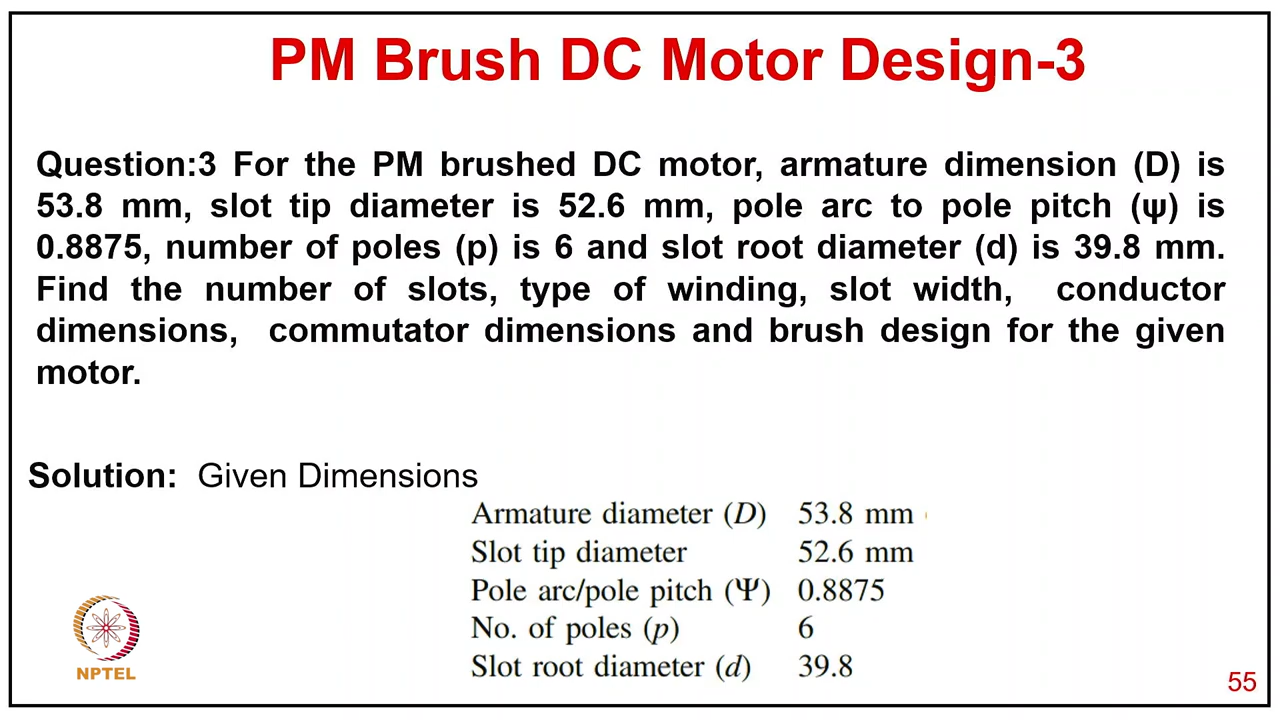 PM Brush DC Motor Design-3
Question:3 For the PM brushed DC motor, armature dimension (D) is
53.8 mm, slot tip diameter is 52.6 mm, pole arc to pole pitch (ψ) is
0.8875, number of poles (p) is 6 and slot root diameter (d) is 39.8 mm.
Find the number of slots, type of winding, slot width, conductor
dimensions, commutator dimensions and brush design for the given
motor.
Solution: Given Dimensions
Armature diameter (D) 53.8 mm
Slot tip diameter 52.6 mm
Pole arc/pole pitch (Ψ) 0.8875
No. of poles (p) 6
Slot root diameter (d) 39.8
NPTEL
55